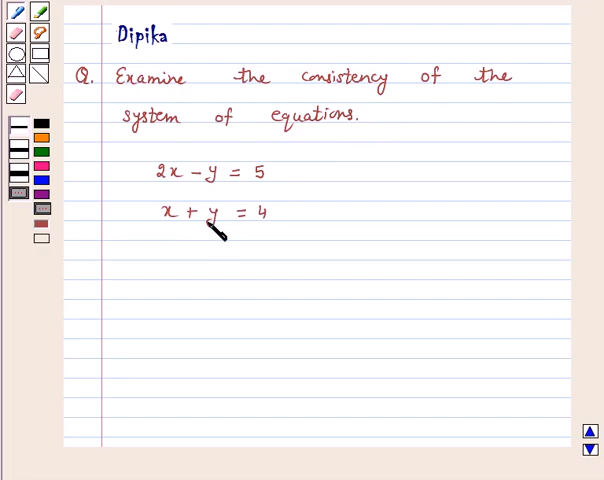 Dipika
Q. Examine the consistency of the
system of equations.
2x - y = 5
x + y = 4